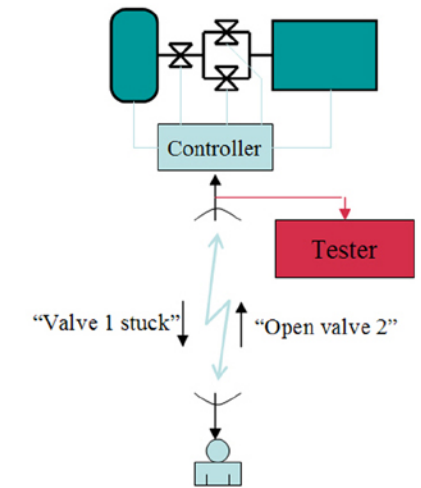 Controller
Tester
“Valve 1 stuck”
“Open valve 2”